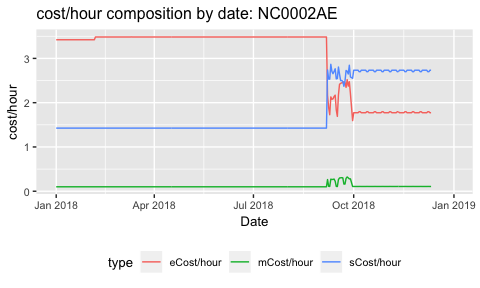 cost/hour composition by date: NC0002AE
cost/hour
3
2
1
0
Jan 2018 Apr 2018 Jul 2018 Oct 2018 Jan 2019
Date
type eCost/hour mCost/hour sCost/hour